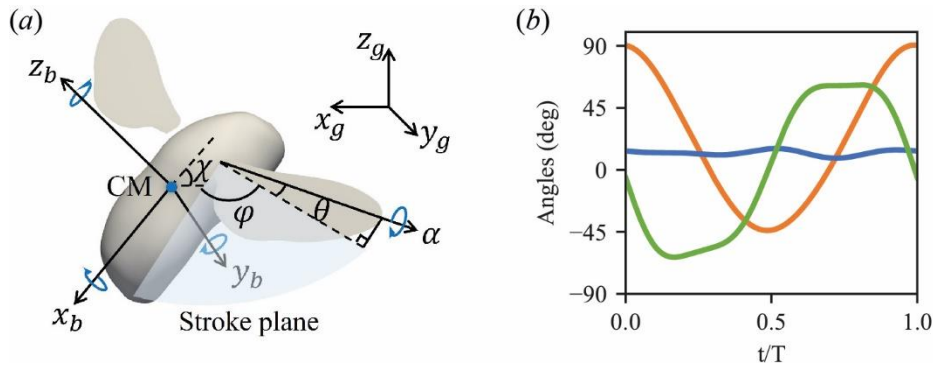 (a)
z_b
z_g
x_g
y_g
CM
χ
φ
θ
α
y_b
x_b
Stroke plane
(b)
Angles (deg)
90
45
0
−45
−90
0.0 0.5 1.0
t/T